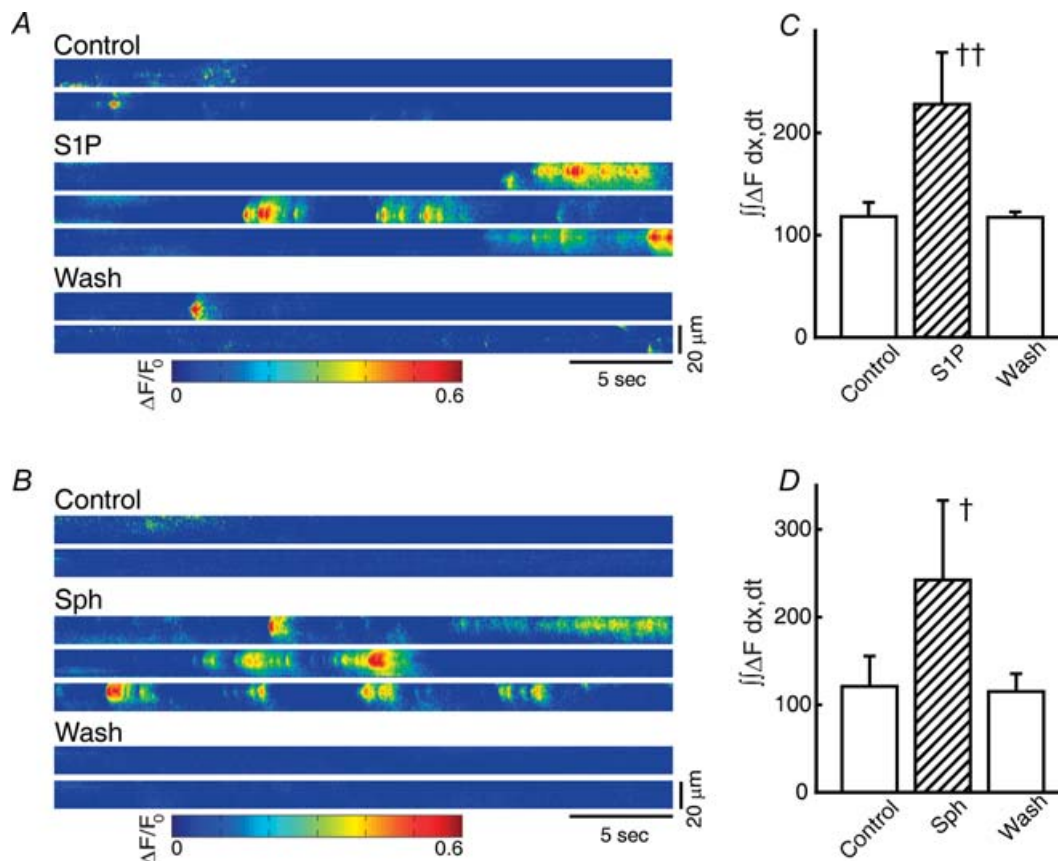 A
Control
S1P
Wash
ΔF/F0
0
0.6
5 sec
20 μm
C
∫∫ΔF dx,dt
200
100
0
††
Control
S1P
Wash
B
Control
Sph
Wash
ΔF/F0
0
0.6
5 sec
20 μm
D
∫∫ΔF dx,dt
300
200
100
0
†
Control
Sph
Wash